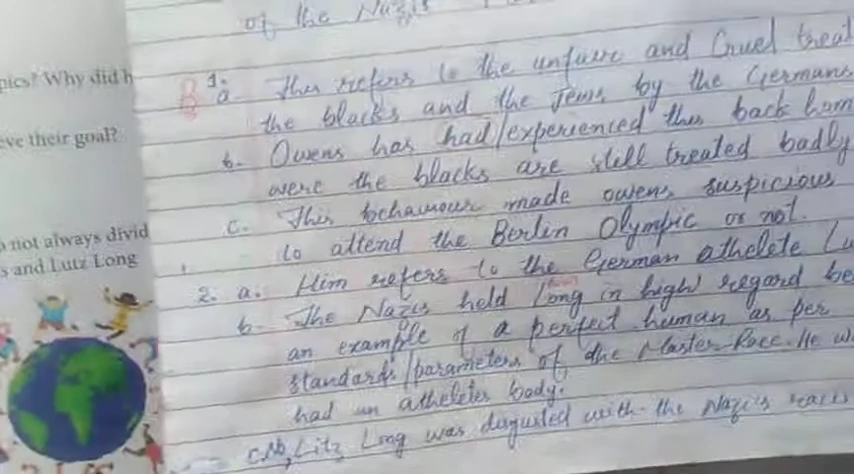 of the Nazis
pics? Why did h
eve their goal?
o not always divid
s and Lutz Long
B 1.
a. This refers to the unfaire and Cruel treat
the blacks and the Jews by the Germans
b. Owens has had/experienced this back hom
were the blacks are still treated badly
c. This behaviour made owens suspicious
to attend the Berlin Olympic or not.
2. a. Him refers to the German athelete Lu
b. The Nazis held Long in high regard be
an example of a perfect human as per
standards/parameters of the Master Race. He w
had an atheletes body.
c. No, Litz Long was disgusted with the Nazi's